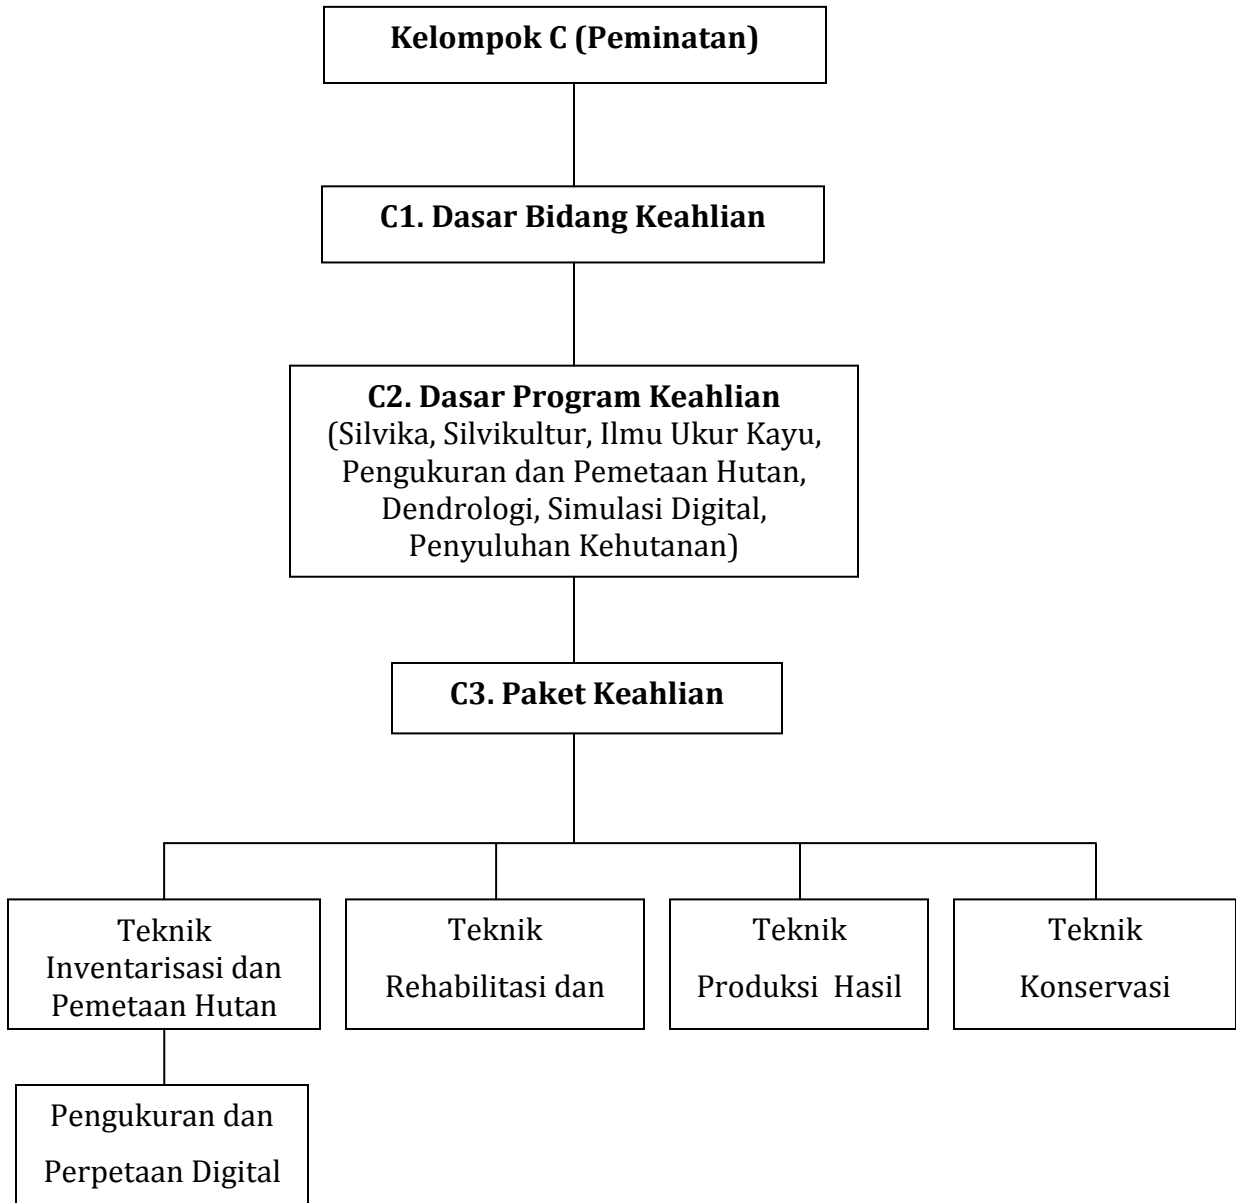 Kelompok C (Peminatan)
C1. Dasar Bidang Keahlian
C2. Dasar Program Keahlian
(Silvika, Silvikultur, Ilmu Ukur Kayu,
Pengukuran dan Pemetaan Hutan,
Dendrologi, Simulasi Digital,
Penyuluhan Kehutanan)
C3. Paket Keahlian
Teknik
Inventarisasi dan
Pemetaan Hutan
Teknik
Rehabilitasi dan
Teknik
Produksi Hasil
Teknik
Konservasi
Pengukuran dan
Perpetaan Digital